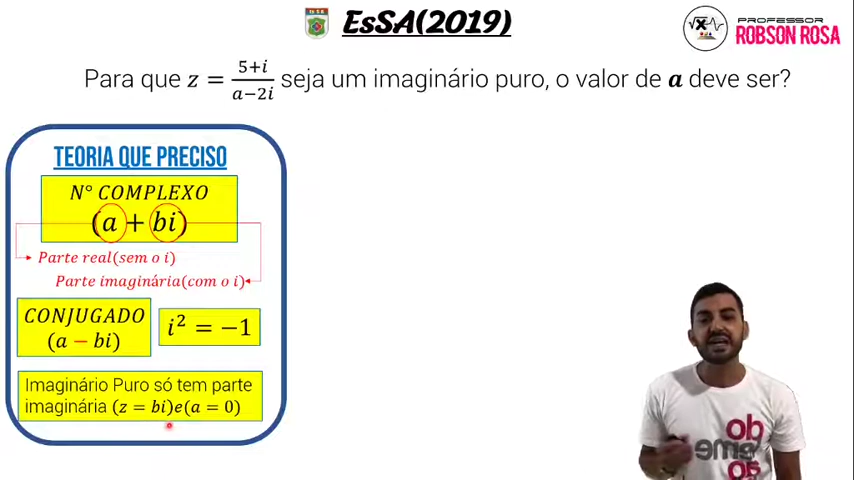 EsSA(2019)
PROFESSOR
ROBSON ROSA
Para que z = 5+i / a−2i seja um imaginário puro, o valor de a deve ser?
TEORIA QUE PRECISO
N° COMPLEXO
(a + bi)
Parte real(sem o i)
Parte imaginária(com o i)
CONJUGADO
(a − bi)
i² = −1
Imaginário Puro só tem parte
imaginária (z = bi)e(a = 0)